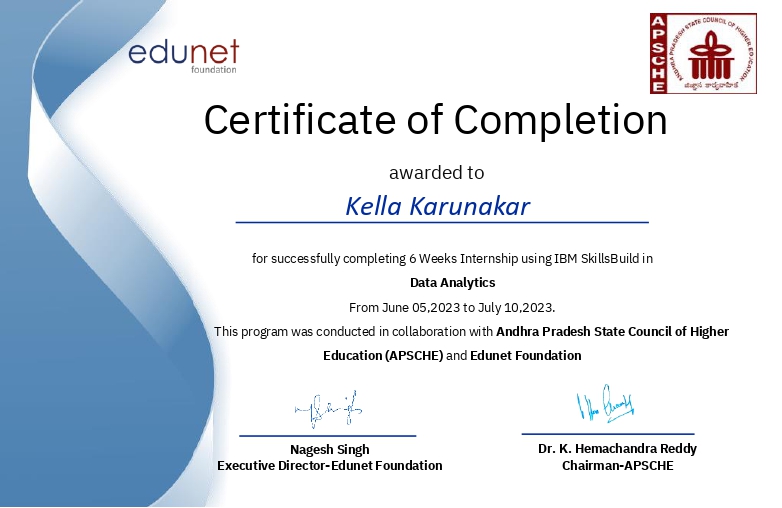 edunet
foundation
APSCHE
ANDHRA PRADESH STATE COUNCIL OF HIGHER EDUCATION
Certificate of Completion
awarded to
Kella Karunakar
for successfully completing 6 Weeks Internship using IBM SkillsBuild in
Data Analytics
From June 05,2023 to July 10,2023.
This program was conducted in collaboration with Andhra Pradesh State Council of Higher
Education (APSCHE) and Edunet Foundation
Nagesh Singh
Executive Director-Edunet Foundation
Dr. K. Hemachandra Reddy
Chairman-APSCHE